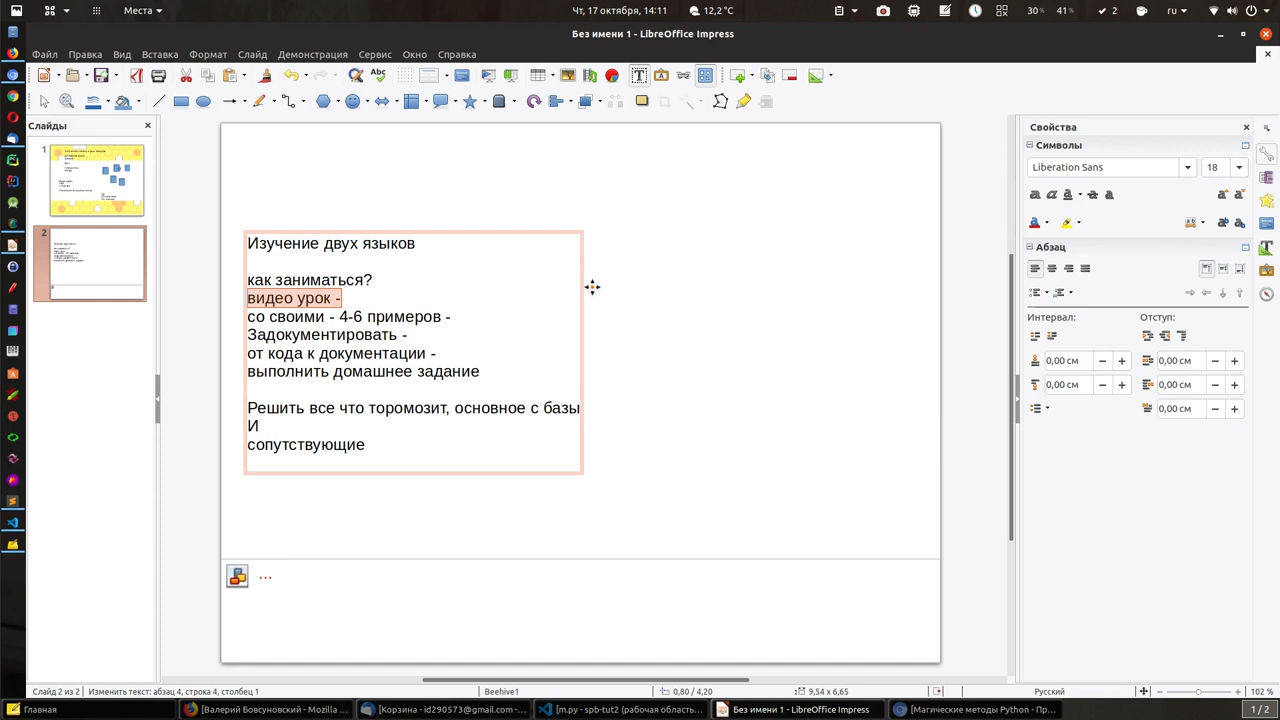 Места
Чт, 17 октября, 14:11
12,2°C
30 %
41 %
2
ru
Без имени 1 - LibreOffice Impress
Файл Правка Вид Вставка Формат Слайд Демонстрация Сервис Окно Справка
Слайды
1
2
Изучение двух языков
как заниматься?
видео урок -
со своими - 4-6 примеров -
Задокументировать -
от кода к документации -
выполнить домашнее задание
Решить все что торомозит, основное с базы
И
сопутствующие
...
Свойства
Символы
Liberation Sans
18
Абзац
Интервал:
Отступ:
0,00 см
0,00 см
0,00 см
0,00 см
0,00 см
Слайд 2 из 2
Изменить текст: абзац 4, строка 4, столбец 1
Beehive1
0,80 / 4,20
9,54 x 6,65
Русский
102 %
Главная
[Валерий Бовсуновский - Mozilla ...
[Корзина - id290573@gmail.com -...
[m.py - spb-tut2 (рабочая область...
Без имени 1 - LibreOffice Impress
[Магические методы Python - Пр...
1 / 2